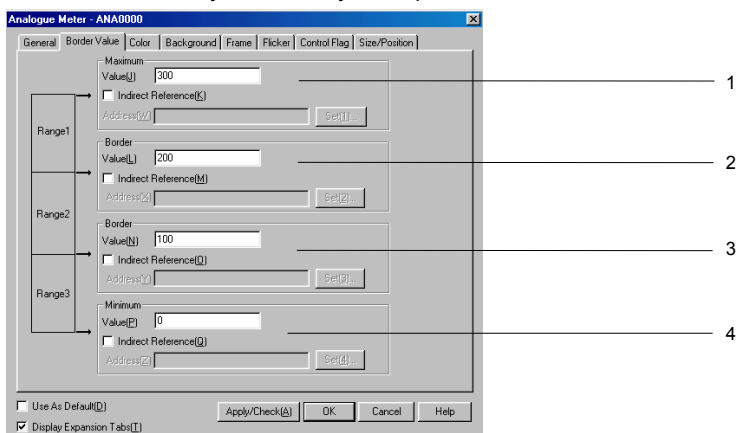 Analogue Meter - ANA0000
General Border Value Color Background Frame Flicker Control Flag Size/Position
Maximum
Value(J) 300
1
Indirect Reference(K)
Address(W) Set(1)...
Range1
Border
Value(L) 200
2
Indirect Reference(M)
Address(X) Set(2)...
Range2
Border
Value(N) 100
3
Indirect Reference(O)
Address(Y) Set(3)...
Range3
Minimum
Value(P) 0
4
Indirect Reference(Q)
Address(Z) Set(4)...
Use As Default(D)
Apply/Check(A) OK Cancel Help
Display Expansion Tabs(T)